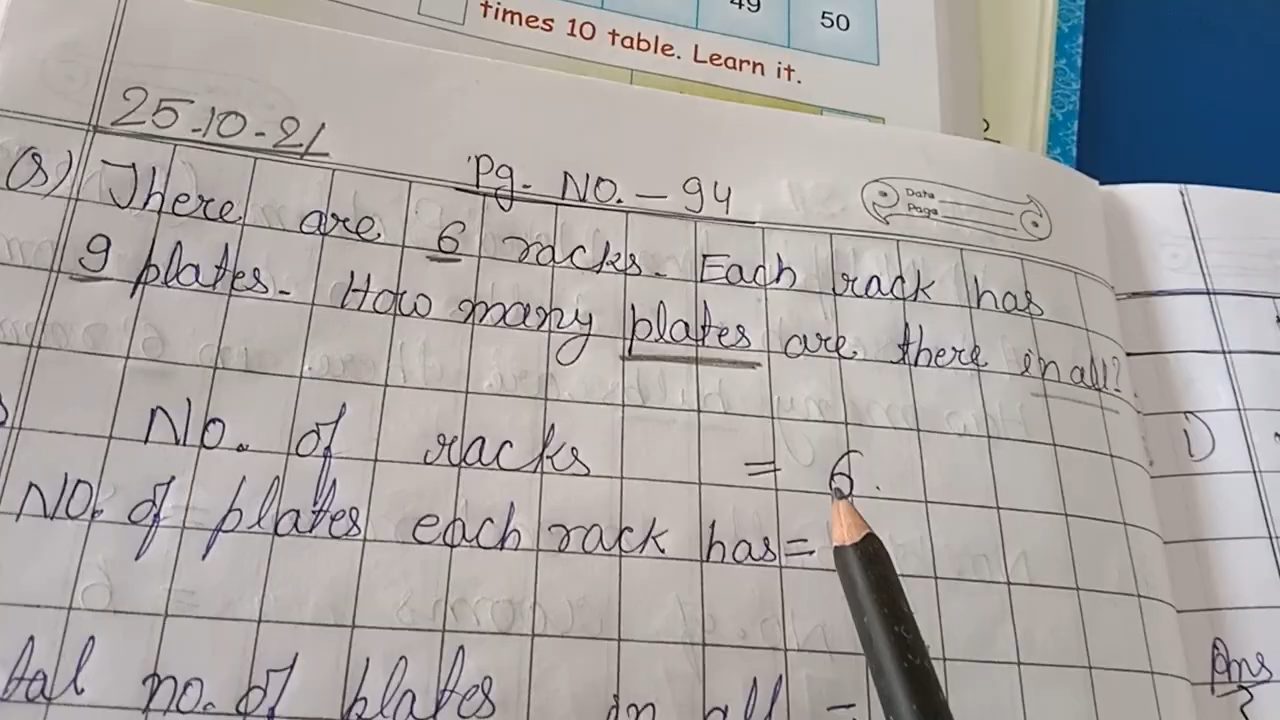 49 50
times 10 table. Learn it.
25-10-21
Pg- NO. - 94
Date
Page
There are 6 racks. Each rack has
9 plates. How many plates are there in all?
No. of racks = 6.
NO. of plates each rack has =
tal no. of plates in all =
i)
Ans